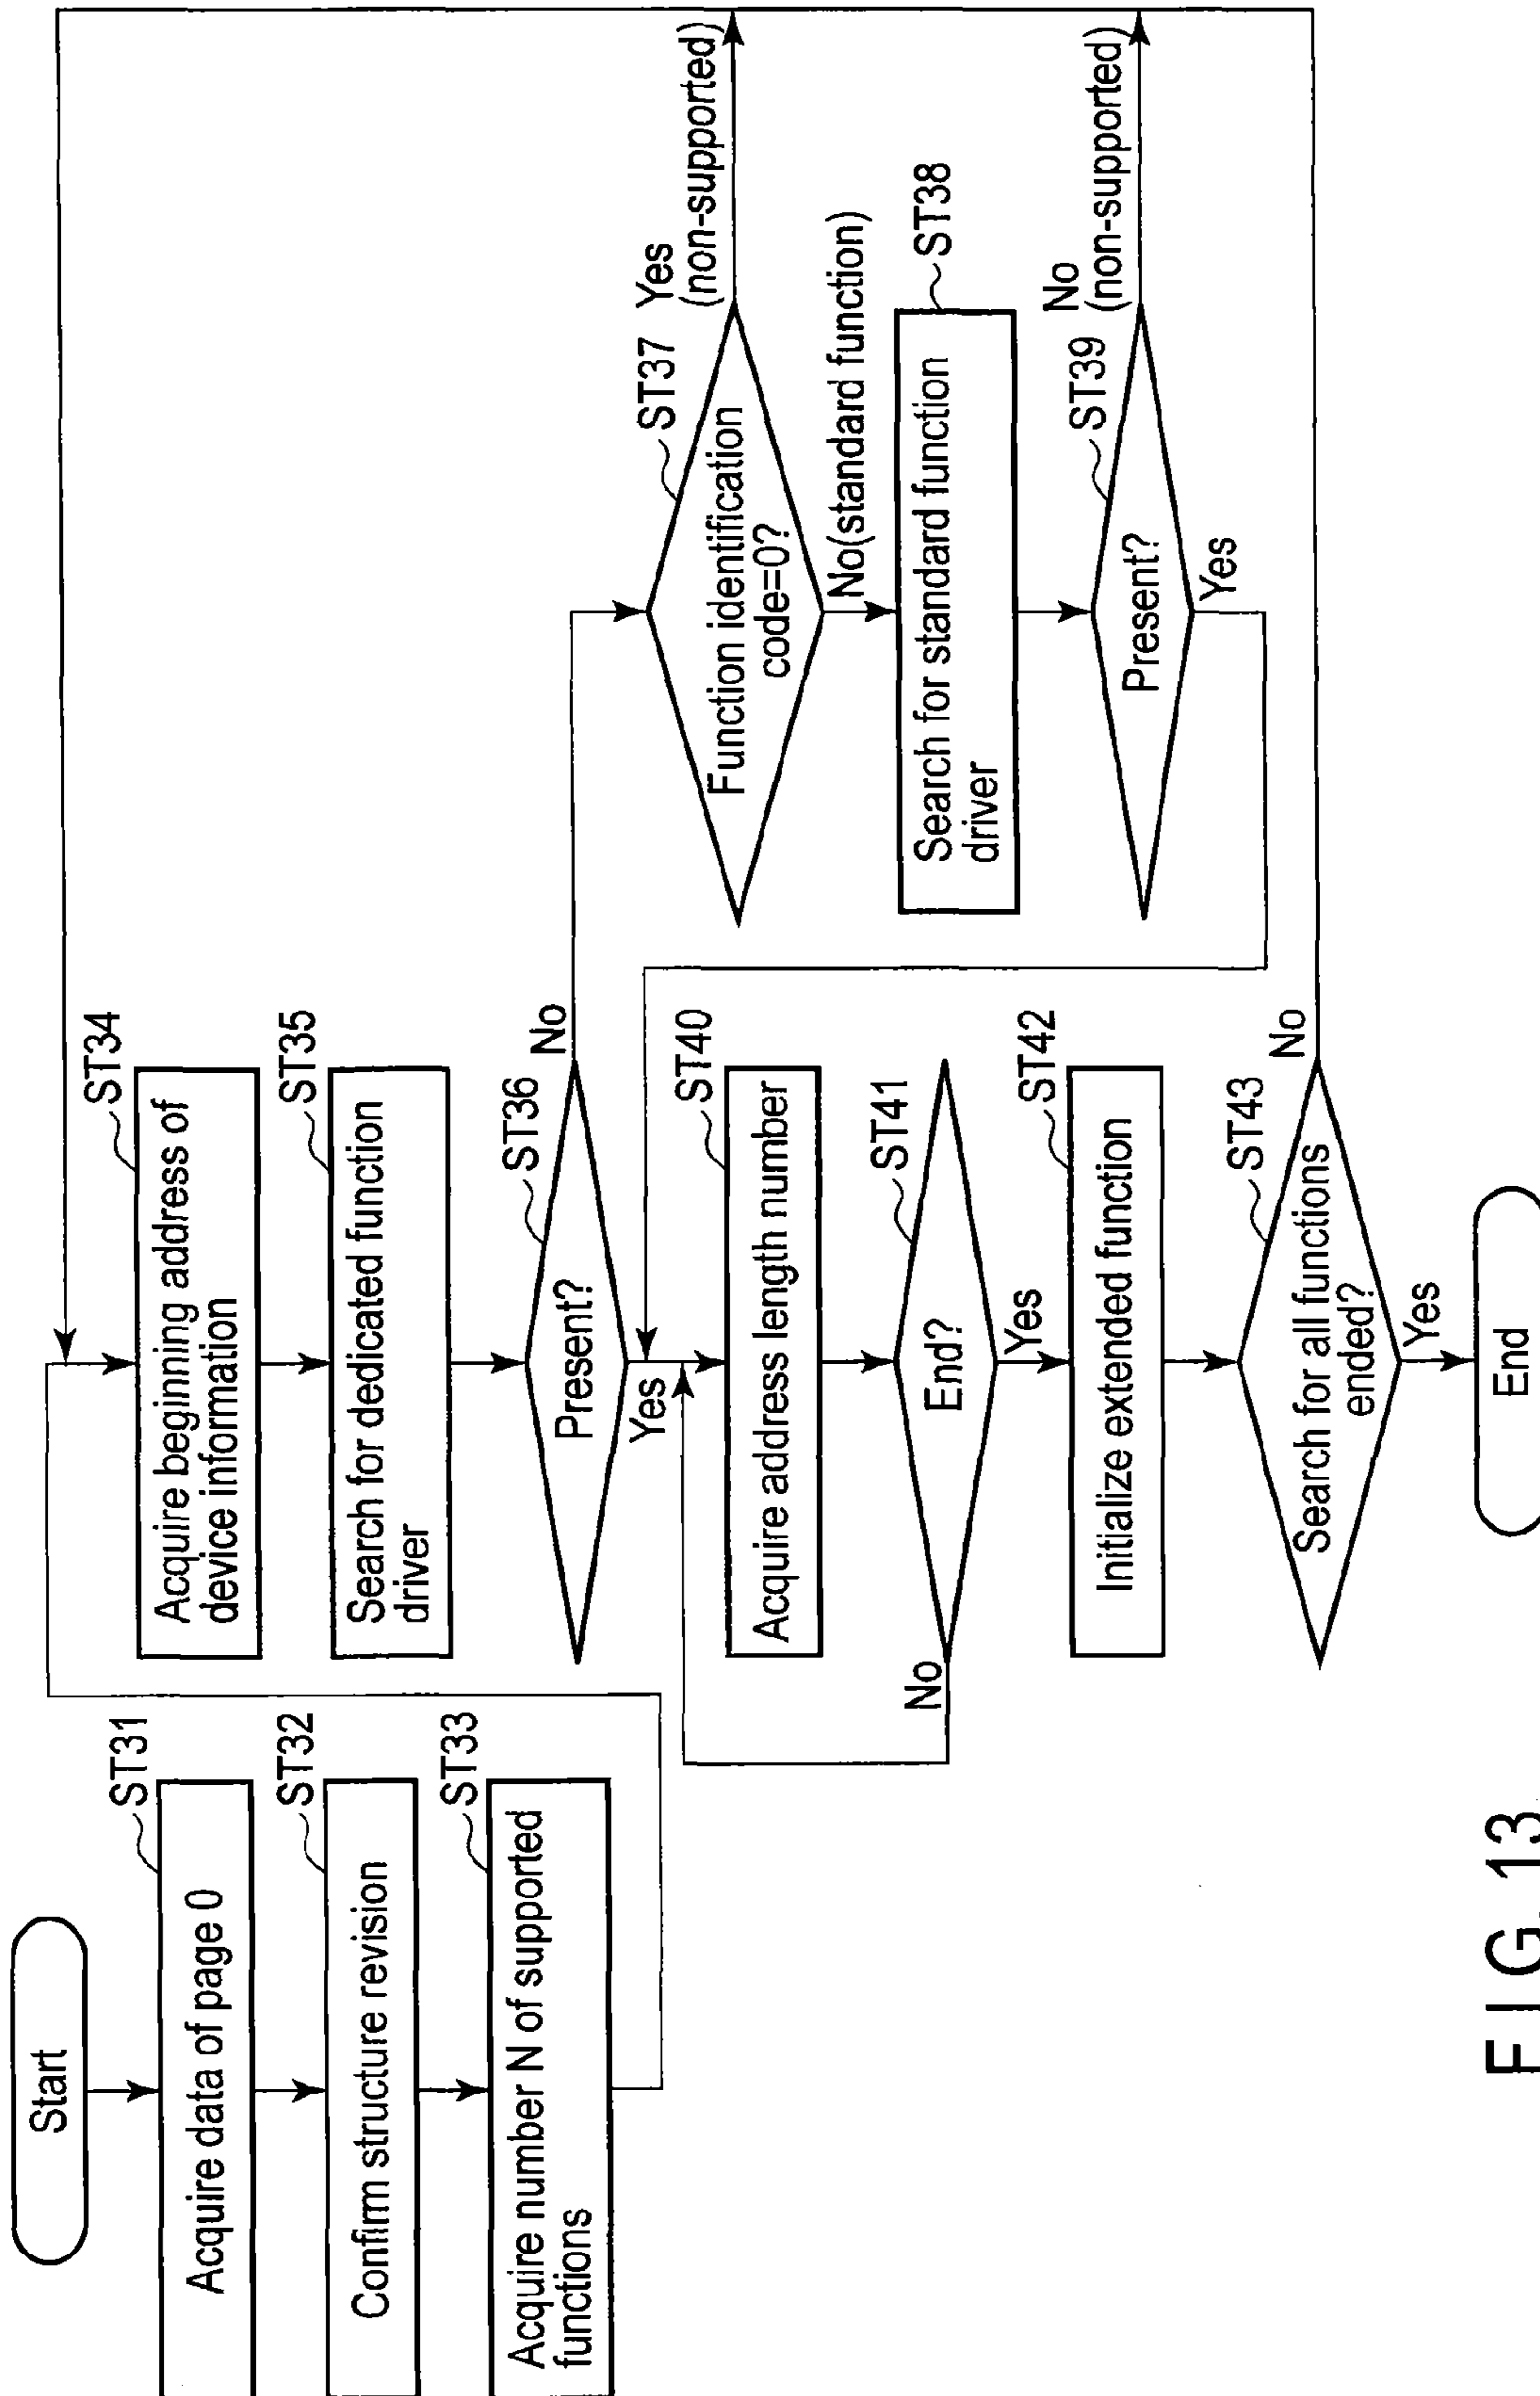 Start
Acquire data of page 0
ST31
Confirm structure revision
ST32
Acquire number N of supported
functions
ST33
Acquire beginning address of
device information
ST34
Search for dedicated function
driver
ST35
Present?
ST36
No
Yes
Function identification
code=0?
ST37
Yes
(non-supported)
No(standard function)
Search for standard function
driver
ST38
Present?
ST39
No
(non-supported)
Yes
Acquire address length number
ST40
End?
ST41
No
Yes
Initialize extended function
ST42
Search for all functions
ended?
ST43
No
Yes
End
FIG. 13